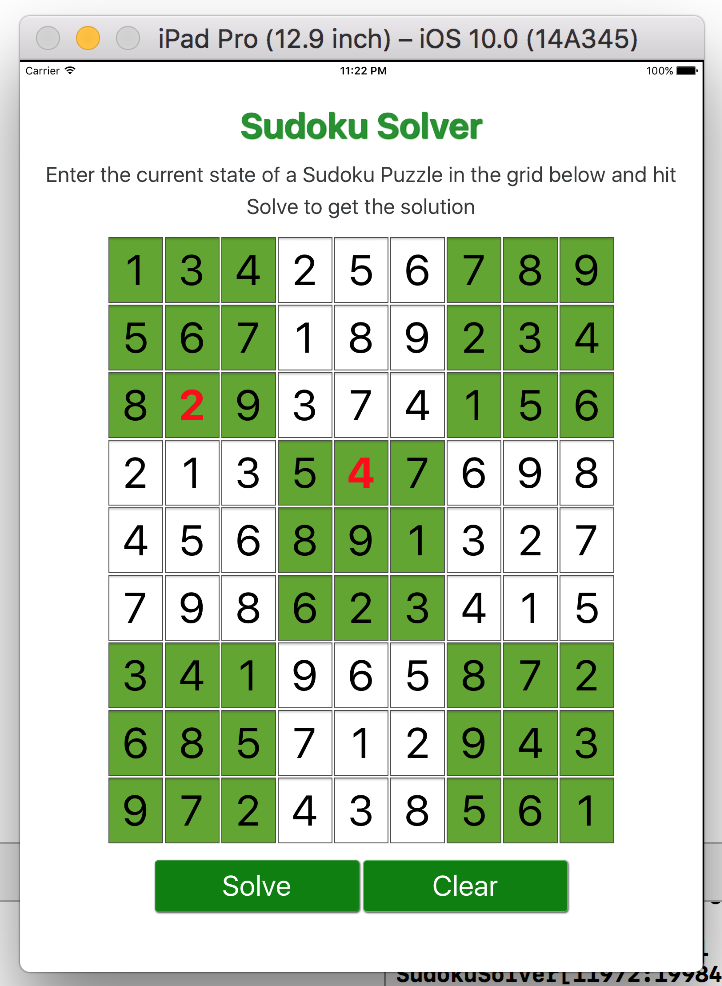 iPad Pro (12.9 inch) – iOS 10.0 (14A345)
Carrier 11:22 PM 100%
Sudoku Solver
Enter the current state of a Sudoku Puzzle in the grid below and hit
Solve to get the solution
1 3 4 2 5 6 7 8 9
5 6 7 1 8 9 2 3 4
8 2 9 3 7 4 1 5 6
2 1 3 5 4 7 6 9 8
4 5 6 8 9 1 3 2 7
7 9 8 6 2 3 4 1 5
3 4 1 9 6 5 8 7 2
6 8 5 7 1 2 9 4 3
9 7 2 4 3 8 5 6 1
Solve Clear
SudokuSolver[11972:19984